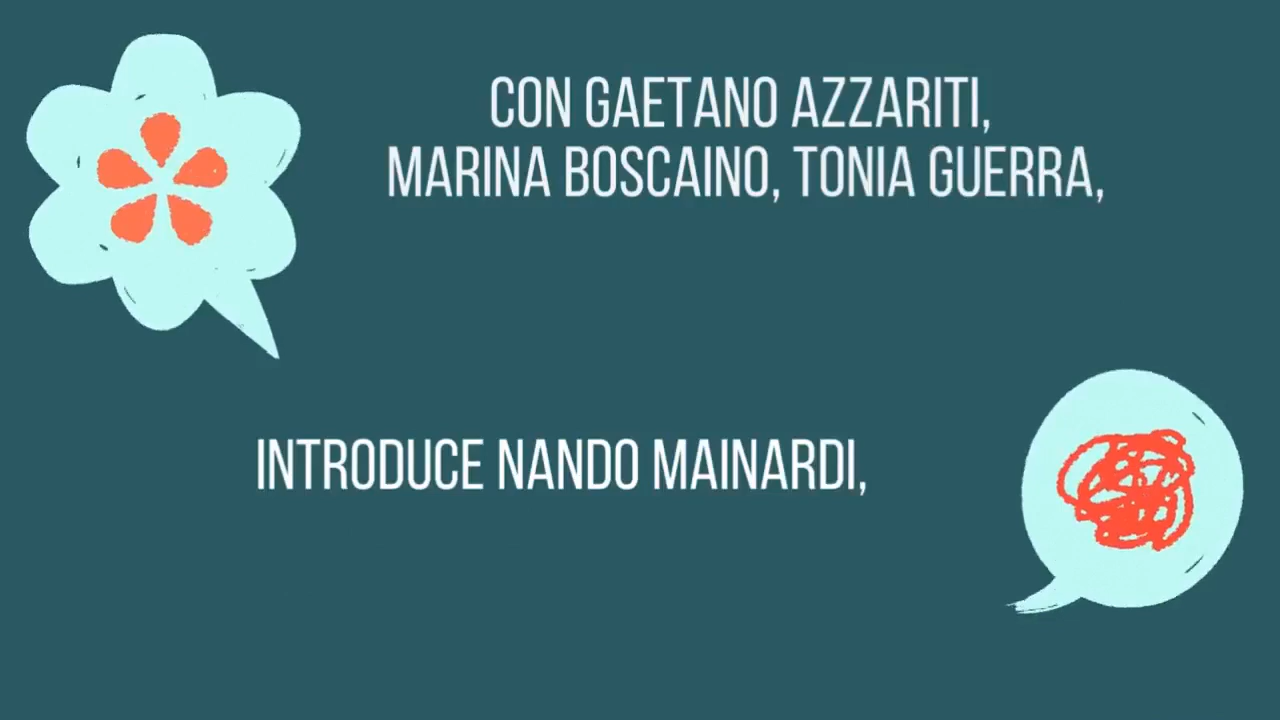 CON GAETANO AZZARITI,
MARINA BOSCAINO, TONIA GUERRA,
INTRODUCE NANDO MAINARDI,